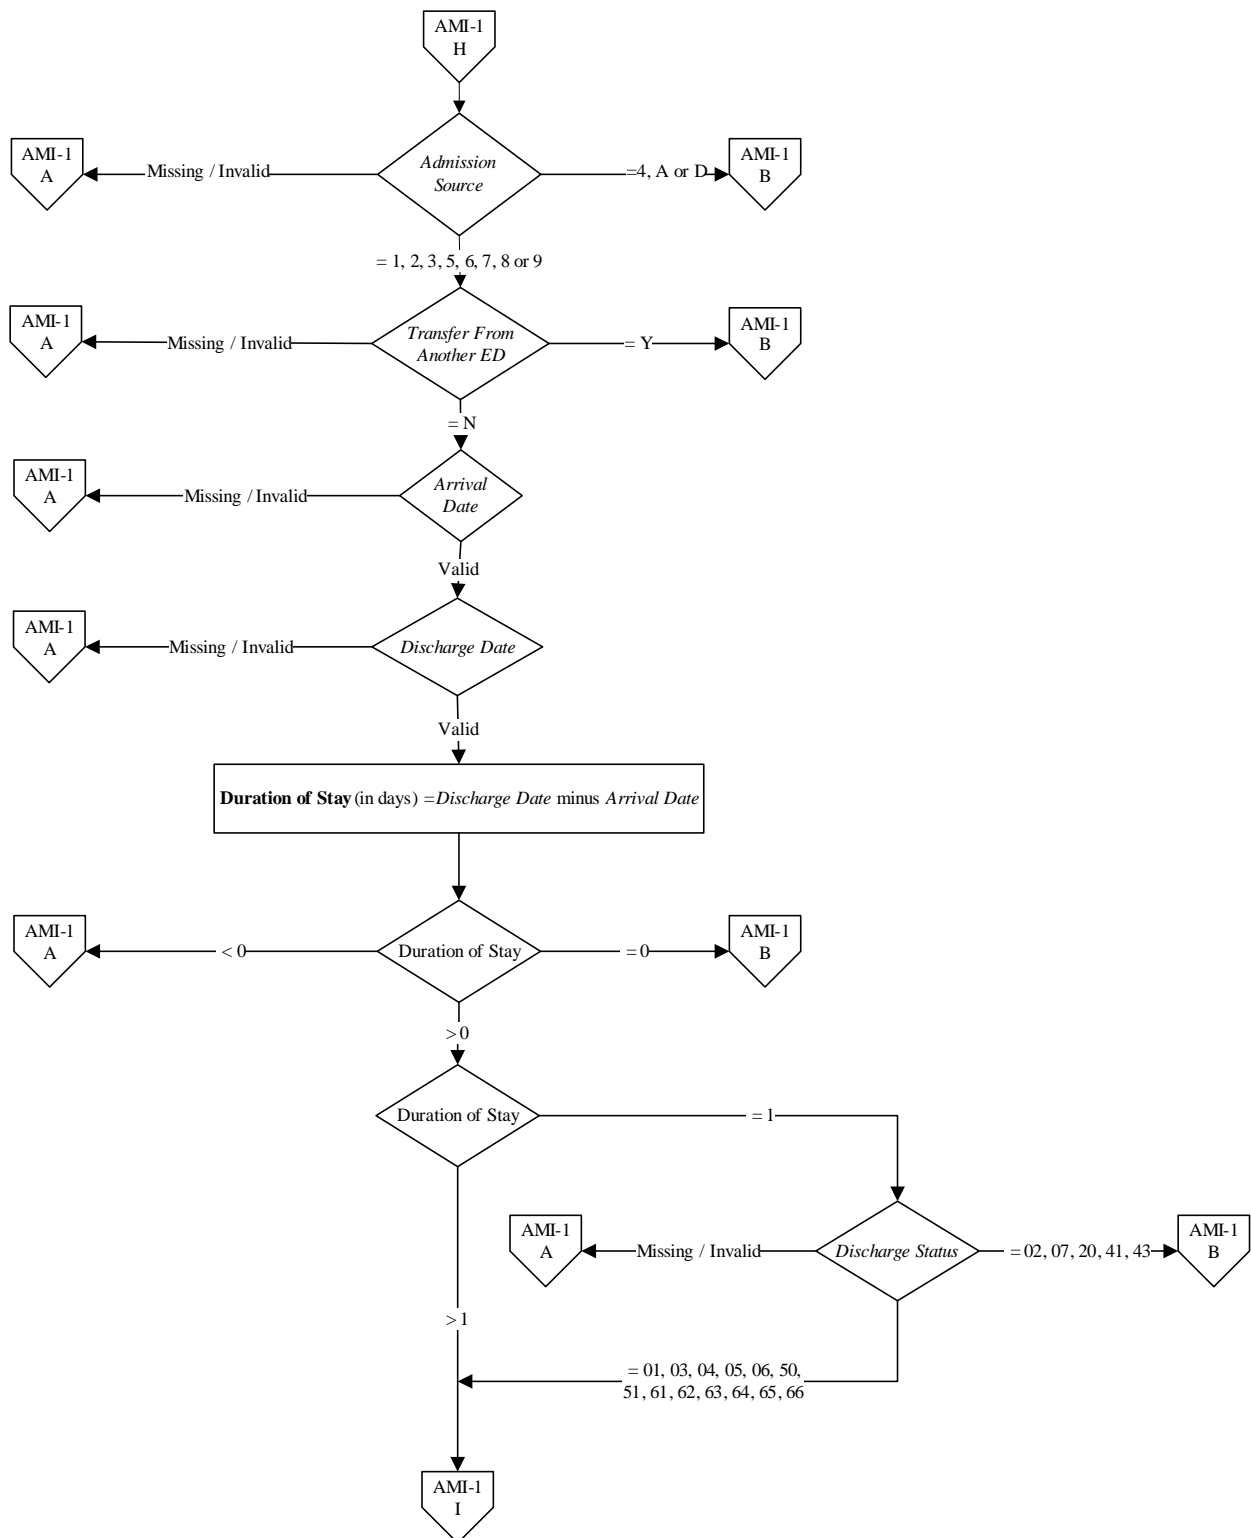 AMI-1
H
AMI-1
A
Missing / Invalid
Admission
Source
=4, A or D
AMI-1
B
= 1, 2, 3, 5, 6, 7, 8 or 9
AMI-1
A
Missing / Invalid
Transfer From
Another ED
= Y
AMI-1
B
= N
AMI-1
A
Missing / Invalid
Arrival
Date
Valid
AMI-1
A
Missing / Invalid
Discharge Date
Valid
Duration of Stay (in days) = Discharge Date minus Arrival Date
AMI-1
A
< 0
Duration of Stay
= 0
AMI-1
B
> 0
Duration of Stay
= 1
AMI-1
A
Missing / Invalid
Discharge Status
= 02, 07, 20, 41, 43
AMI-1
B
> 1
= 01, 03, 04, 05, 06, 50,
51, 61, 62, 63, 64, 65, 66
AMI-1
I